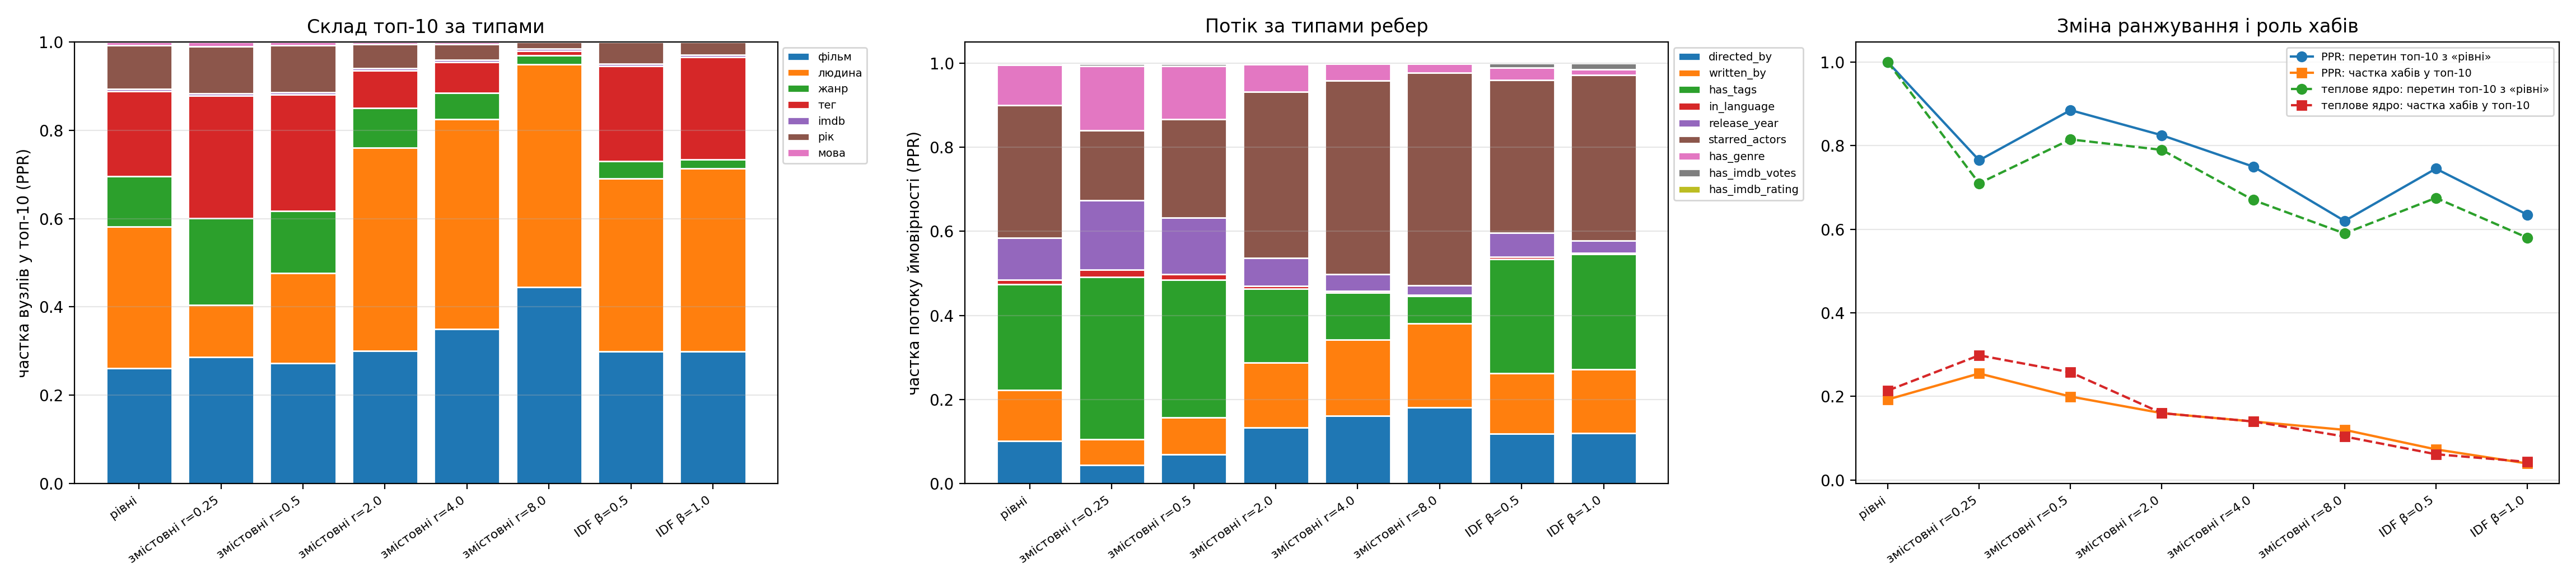 Склад топ-10 за типами
частка вузлів у топ-10 (PPR)
1.0
0.8
0.6
0.4
0.2
0.0
рівні
змістовні r=0.25
змістовні r=0.5
змістовні r=2.0
змістовні r=4.0
змістовні r=8.0
IDF β=0.5
IDF β=1.0
фільм
людина
жанр
тег
imdb
рік
мова
Потік за типами ребер
частка потоку ймовірності (PPR)
1.0
0.8
0.6
0.4
0.2
0.0
рівні
змістовні r=0.25
змістовні r=0.5
змістовні r=2.0
змістовні r=4.0
змістовні r=8.0
IDF β=0.5
IDF β=1.0
directed_by
written_by
has_tags
in_language
release_year
starred_actors
has_genre
has_imdb_votes
has_imdb_rating
Зміна ранжування і роль хабів
1.0
0.8
0.6
0.4
0.2
0.0
рівні
змістовні r=0.25
змістовні r=0.5
змістовні r=2.0
змістовні r=4.0
змістовні r=8.0
IDF β=0.5
IDF β=1.0
PPR: перетин топ-10 з «рівні»
PPR: частка хабів у топ-10
теплове ядро: перетин топ-10 з «рівні»
теплове ядро: частка хабів у топ-10